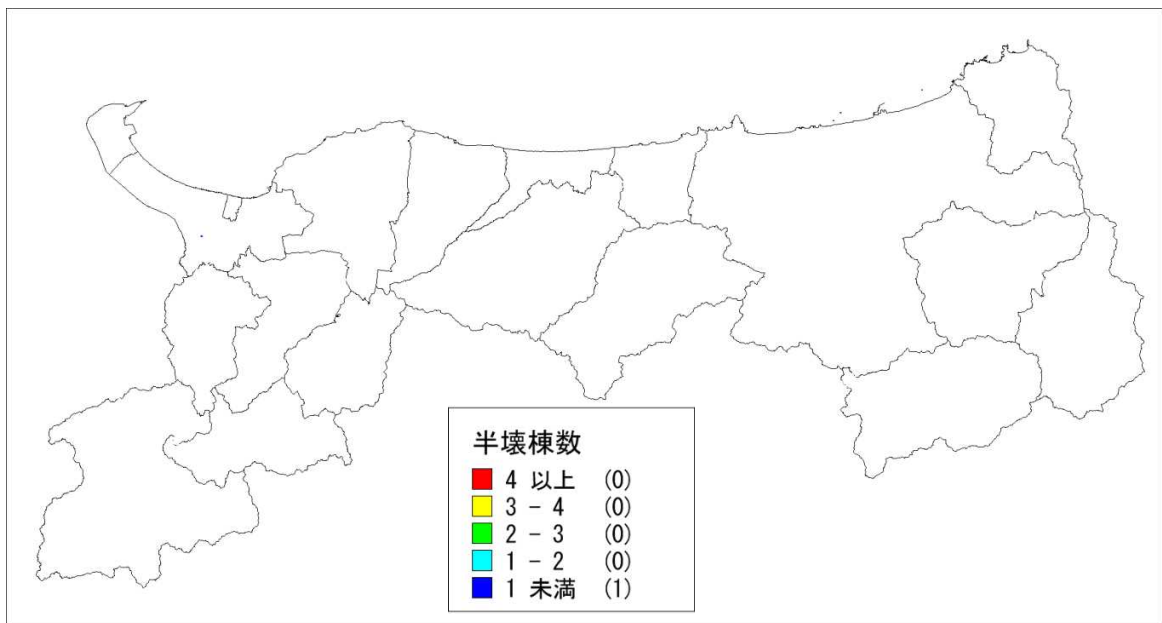 半壊棟数
4 以上 (0)
3 - 4 (0)
2 - 3 (0)
1 - 2 (0)
1 未満 (1)